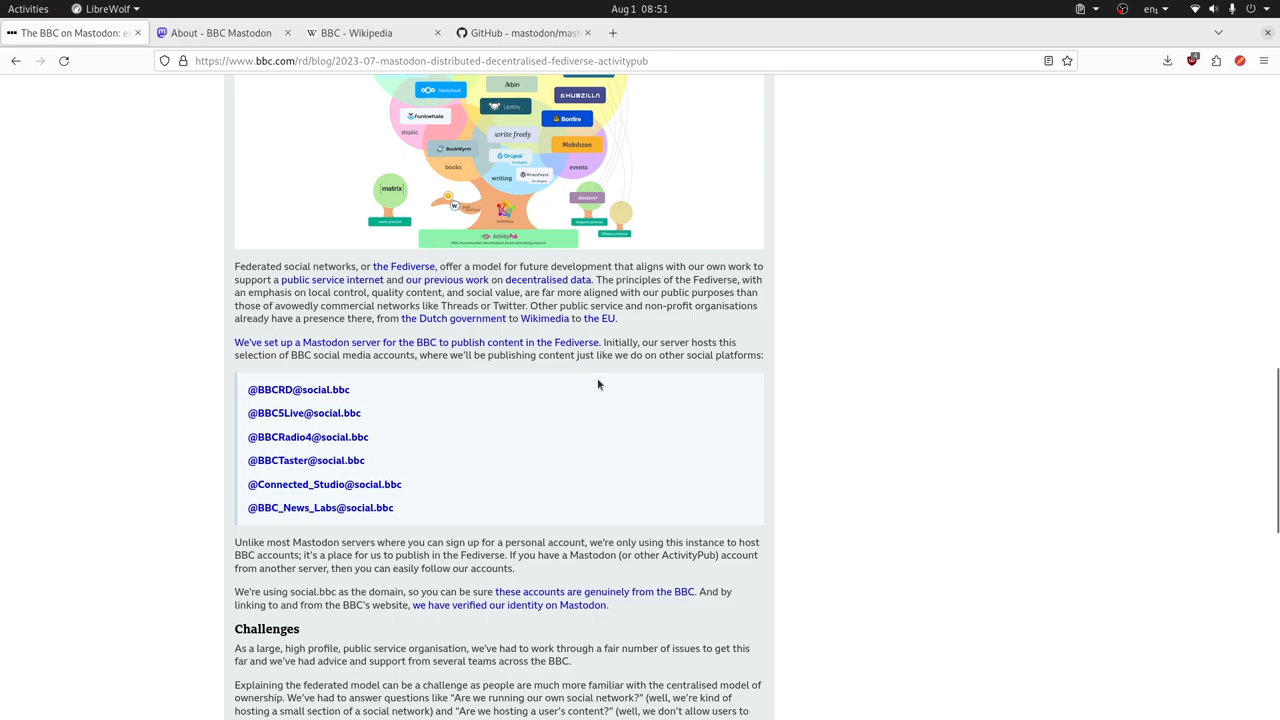 Activities
LibreWolf
Aug 1 08:51
en₁
The BBC on Mastodon: ex
About - BBC Mastodon
BBC - Wikipedia
GitHub - mastodon/mast
https://www.bbc.com/rd/blog/2023-07-mastodon-distributed-decentralised-fediverse-activitypub
4
/kbin
Nextcloud
HUBZILLA
Lemmy
Funkwhale
Bonfire
music
write freely
Mobilizon
BookWyrm
Drupal
books
events
writing
WordPress
matrix
diaspora*
ActivityPub
Federated social networks, or the Fediverse, offer a model for future development that aligns with our own work to
support a public service internet and our previous work on decentralised data. The principles of the Fediverse, with
an emphasis on local control, quality content, and social value, are far more aligned with our public purposes than
those of avowedly commercial networks like Threads or Twitter. Other public service and non-profit organisations
already have a presence there, from the Dutch government to Wikimedia to the EU.
We've set up a Mastodon server for the BBC to publish content in the Fediverse. Initially, our server hosts this
selection of BBC social media accounts, where we'll be publishing content just like we do on other social platforms:
@BBCRD@social.bbc
@BBC5Live@social.bbc
@BBCRadio4@social.bbc
@BBCTaster@social.bbc
@Connected_Studio@social.bbc
@BBC_News_Labs@social.bbc
Unlike most Mastodon servers where you can sign up for a personal account, we're only using this instance to host
BBC accounts; it's a place for us to publish in the Fediverse. If you have a Mastodon (or other ActivityPub) account
from another server, then you can easily follow our accounts.
We're using social.bbc as the domain, so you can be sure these accounts are genuinely from the BBC. And by
linking to and from the BBC's website, we have verified our identity on Mastodon.
Challenges
As a large, high profile, public service organisation, we've had to work through a fair number of issues to get this
far and we've had advice and support from several teams across the BBC.
Explaining the federated model can be a challenge as people are much more familiar with the centralised model of
ownership. We've had to answer questions like "Are we running our own social network?" (well, we're kind of
hosting a small section of a social network) and "Are we hosting a user's content?" (well, we don't allow users to